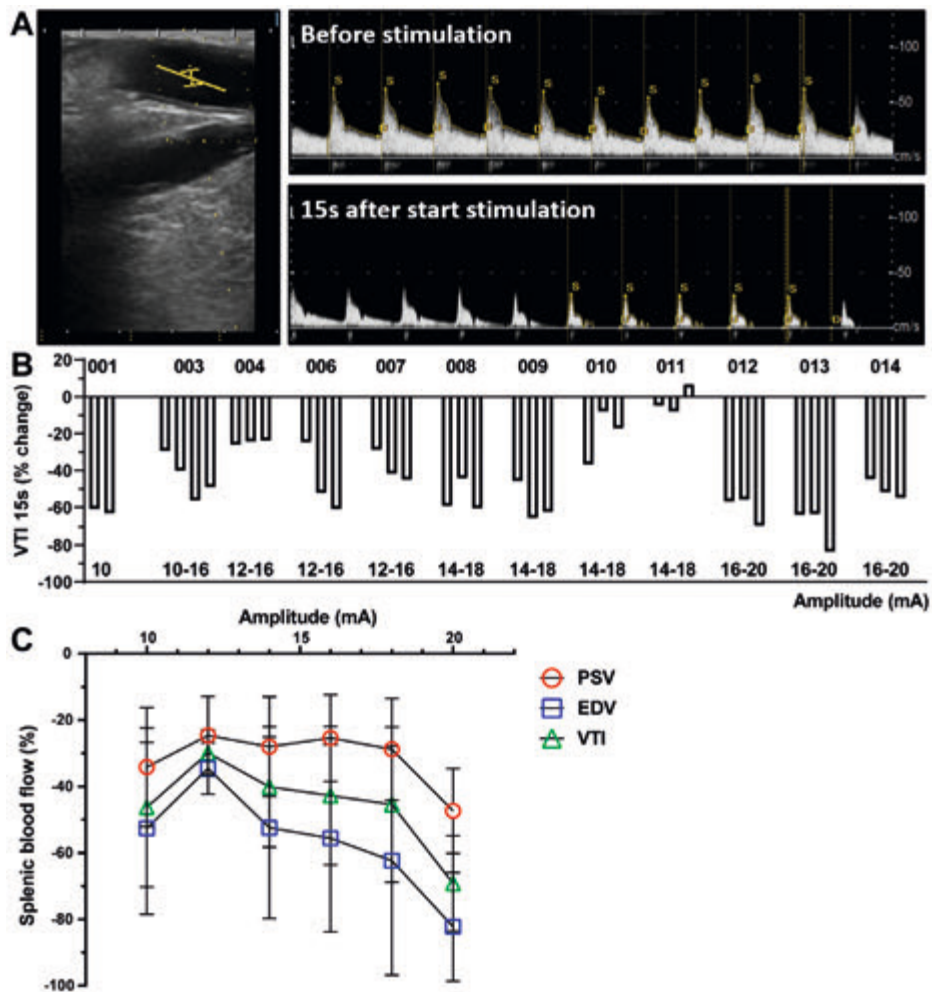 A
Before stimulation
S S S S S S S S S S
100
50
cm/s
15s after start stimulation
S S S S S
-100
-50
cm/s
B
20
001 003 004 006 007 008 009 010 011 012 013 014
0
-20
-40
-60
-80
-100
VTI 15s (% change)
10 10-16 12-16 12-16 12-16 14-18 14-18 14-18 14-18 16-20 16-20 16-20
Amplitude (mA)
C
Amplitude (mA)
10 15 20
0
-20
-40
-60
-80
-100
Splenic blood flow (%)
PSV
EDV
VTI